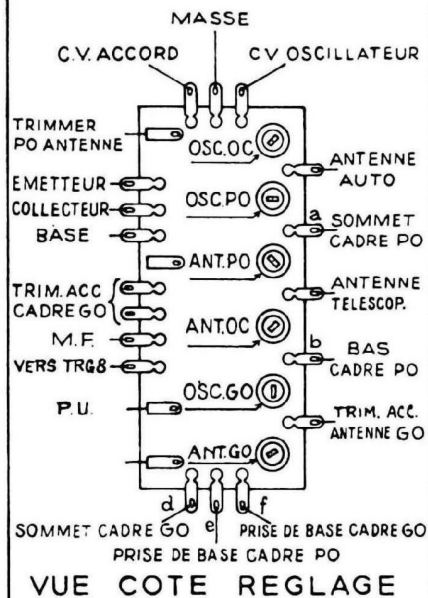 MASSE
C.V. ACCORD
CV OSCILLATEUR
TRIMMER
PO ANTENNE
OSC.OC
ANTENNE
AUTO
EMETTEUR
COLLECTEUR
BASE
OSC.PO
a
SOMMET
CADRE PO
ANT.PO
TRIM. ACC
CADRE GO
ANTENNE
TELESCOP.
ANT.OC
M.F.
VERS TRG8
b
BAS
CADRE PO
OSC.GO
P.U.
TRIM. ACC.
ANTENNE GO
ANT.GO
d
e
f
SOMMET CADRE GO
PRISE DE BASE CADRE GO
PRISE DE BASE CADRE PO
VUE COTE REGLAGE